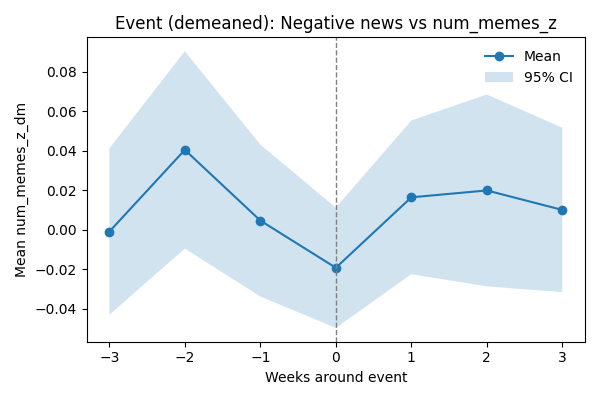 Event (demeaned): Negative news vs num_memes_z
Mean
95% CI
Mean num_memes_z_dm
0.08
0.06
0.04
0.02
0.00
−0.02
−0.04
−3
−2
−1
0
1
2
3
Weeks around event